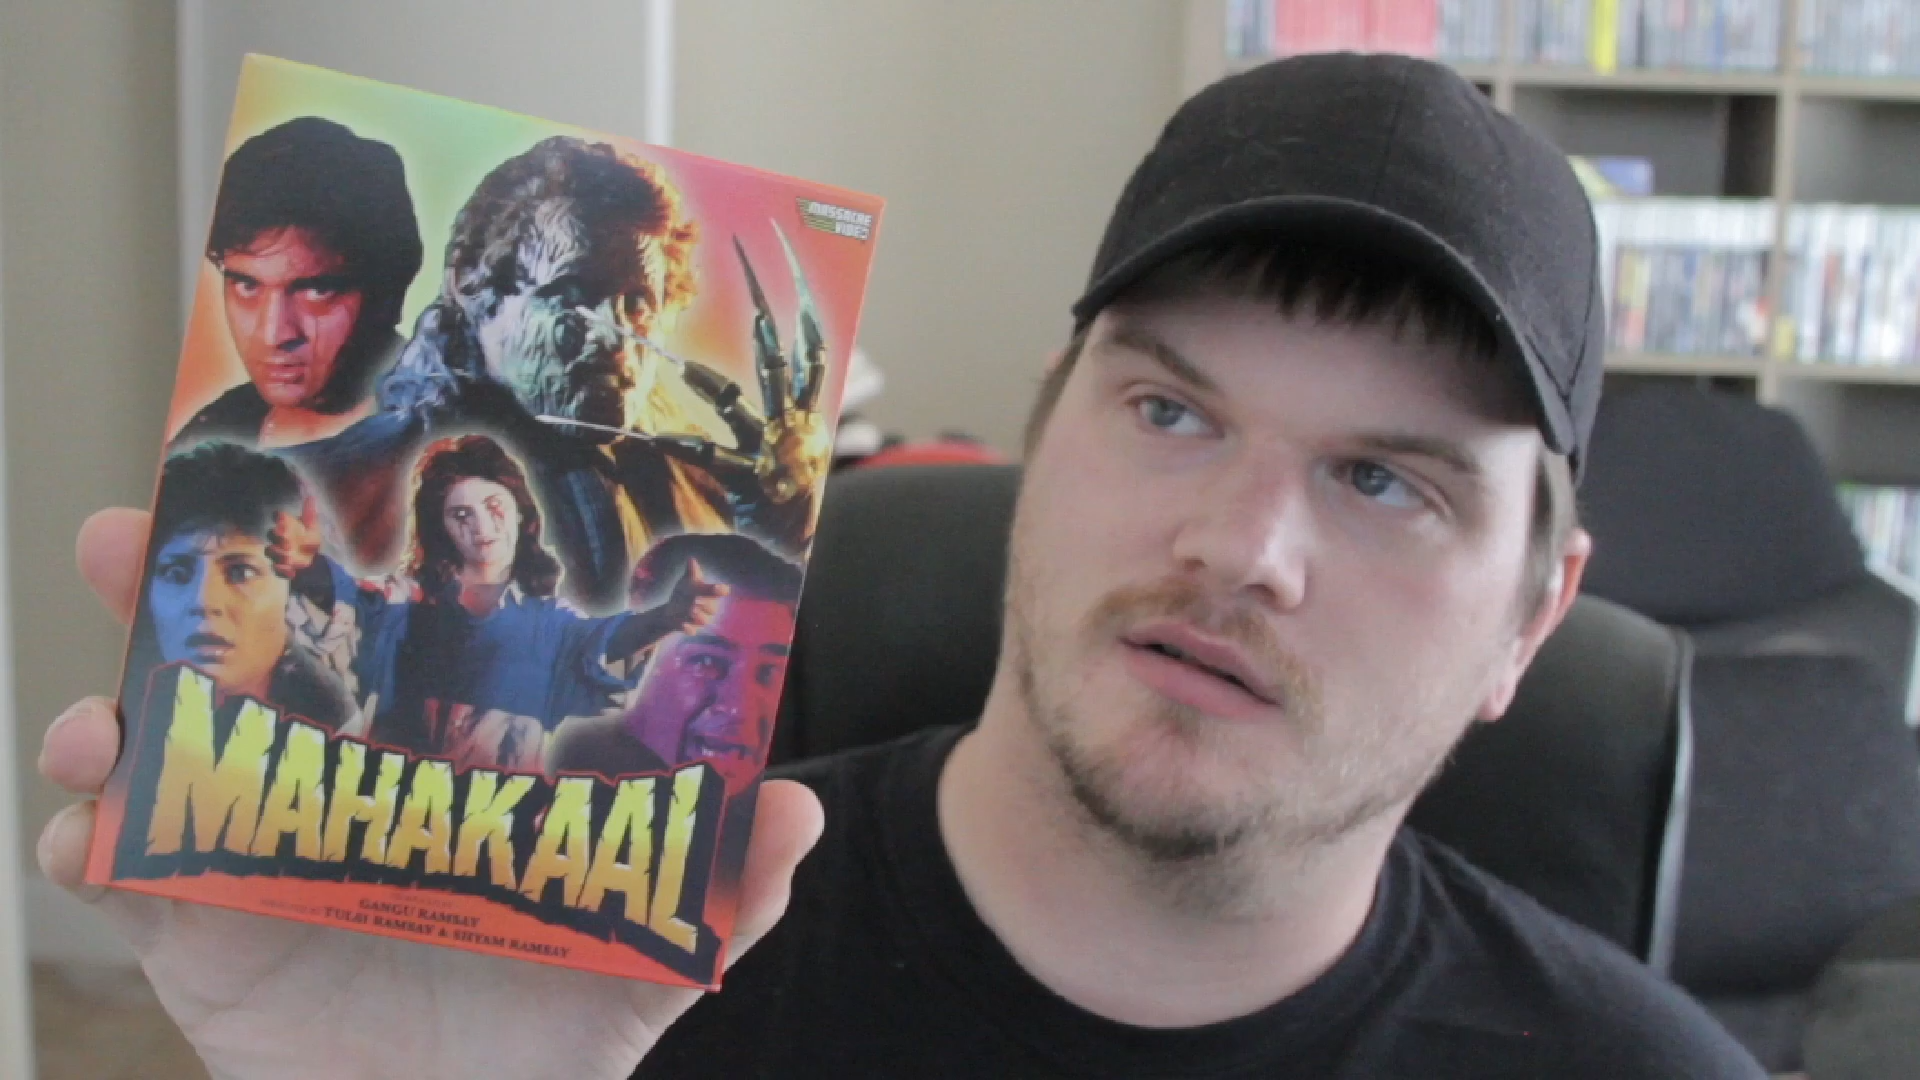 MASSACRE
VIDEO
MAHAKAAL
GANGU RAMSAY
TULSI RAMSAY & SHYAM RAMSAY